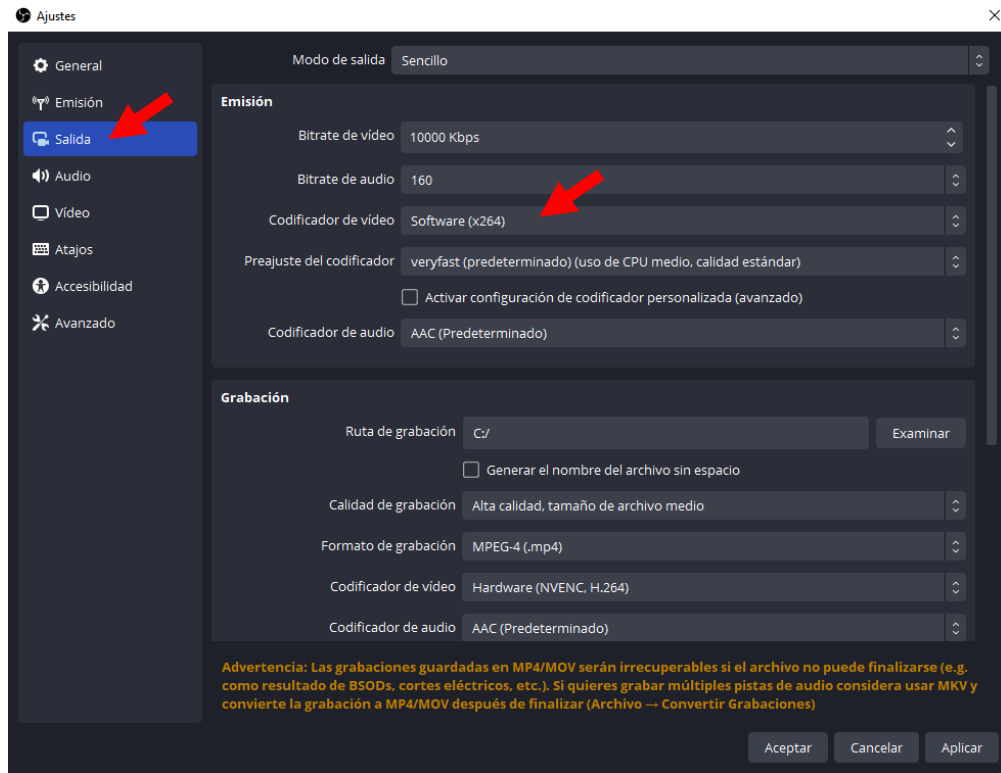 Ajustes
General
Emisión
Salida
Audio
Vídeo
Atajos
Accesibilidad
Avanzado
Modo de salida Sencillo
Emisión
Bitrate de vídeo 10000 Kbps
Bitrate de audio 160
Codificador de vídeo Software (x264)
Preajuste del codificador veryfast (predeterminado) (uso de CPU medio, calidad estándar)
Activar configuración de codificador personalizada (avanzado)
Codificador de audio AAC (Predeterminado)
Grabación
Ruta de grabación C:/ Examinar
Generar el nombre del archivo sin espacio
Calidad de grabación Alta calidad, tamaño de archivo medio
Formato de grabación MPEG-4 (.mp4)
Codificador de vídeo Hardware (NVENC, H.264)
Codificador de audio AAC (Predeterminado)
Advertencia: Las grabaciones guardadas en MP4/MOV serán irrecuperables si el archivo no puede finalizarse (e.g.
como resultado de BSODs, cortes eléctricos, etc.). Si quieres grabar múltiples pistas de audio considera usar MKV y
convierte la grabación a MP4/MOV después de finalizar (Archivo → Convertir Grabaciones)
Aceptar Cancelar Aplicar